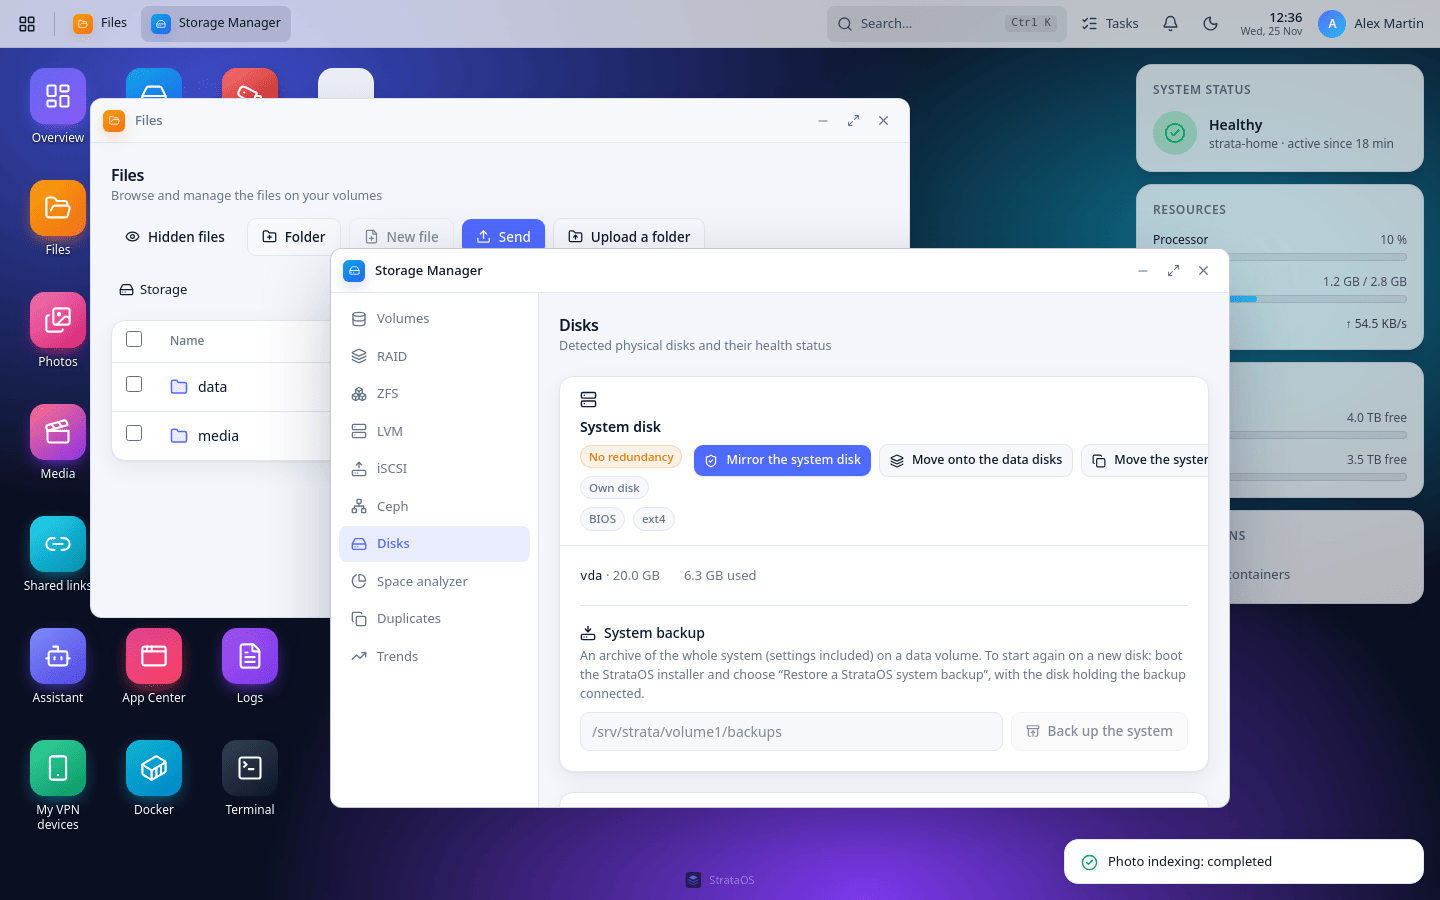 Files
Storage Manager
Search...
Ctrl K
Tasks
12:36
Wed, 25 Nov
A
Alex Martin
Overview
Files
Photos
Media
Shared links
Assistant
App Center
Logs
My VPN
devices
Docker
Terminal
Files
Files
Browse and manage the files on your volumes
Hidden files
Folder
New file
Send
Upload a folder
Storage
Name
data
media
Storage Manager
Volumes
RAID
ZFS
LVM
iSCSI
Ceph
Disks
Space analyzer
Duplicates
Trends
Disks
Detected physical disks and their health status
System disk
No redundancy
Own disk
BIOS
ext4
Mirror the system disk
Move onto the data disks
Move the system
vda · 20.0 GB
6.3 GB used
System backup
An archive of the whole system (settings included) on a data volume. To start again on a new disk: boot
the StrataOS installer and choose “Restore a StrataOS system backup”, with the disk holding the backup
connected.
/srv/strata/volume1/backups
Back up the system
SYSTEM STATUS
Healthy
strata-home · active since 18 min
RESOURCES
Processor
10 %
1.2 GB / 2.8 GB
↑ 54.5 KB/s
4.0 TB free
3.5 TB free
NS
containers
Photo indexing: completed
StrataOS